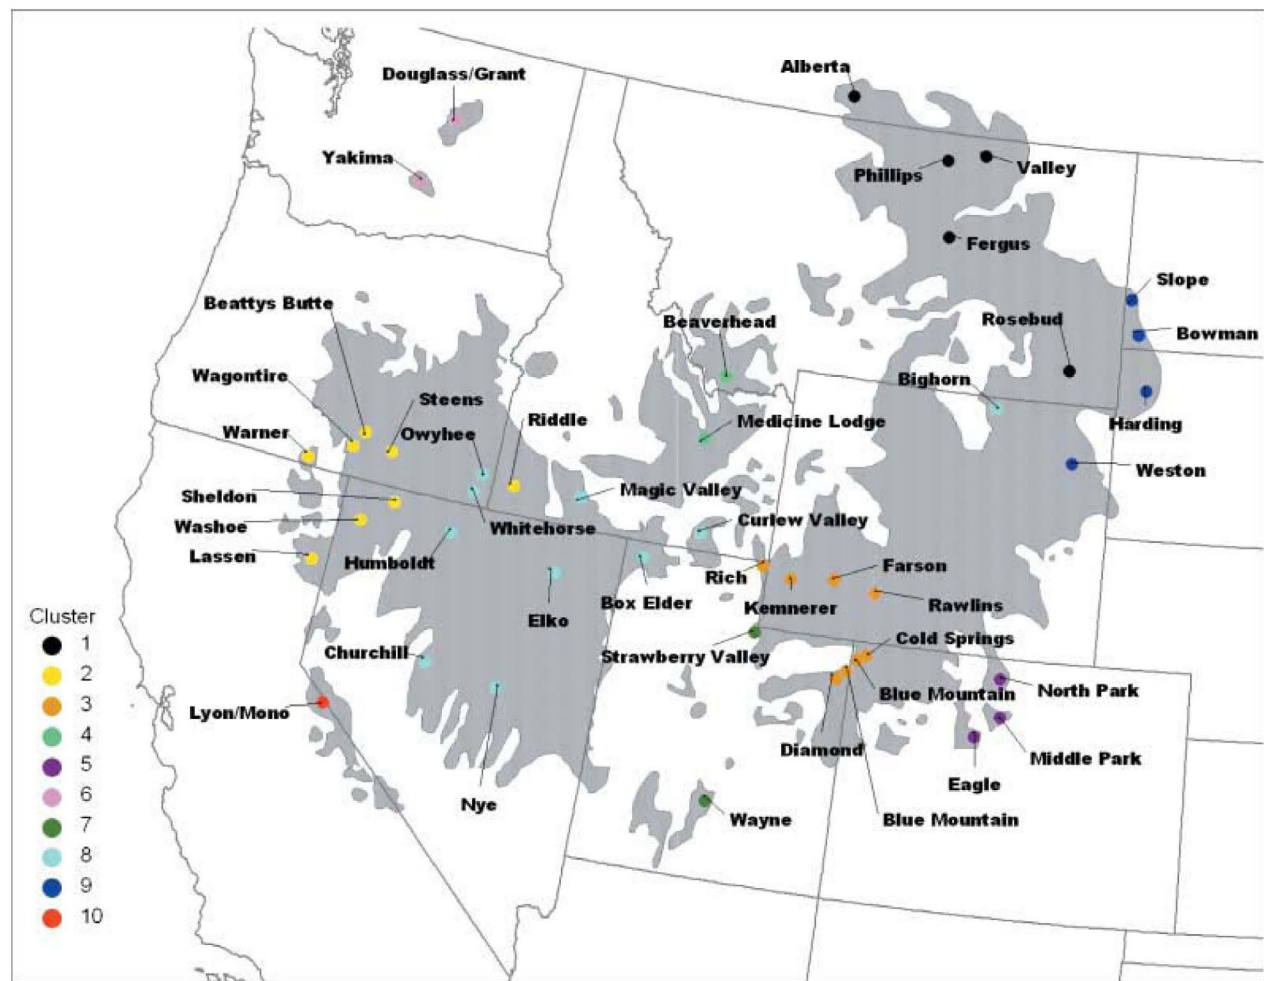 Alberta
Douglass/Grant
Yakima
Phillips
Valley
Fergus
Slope
Beattys Butte
Beaverhead
Rosebud
Bowman
Wagontire
Steens
Bighorn
Warner
Owyhee
Riddle
Medicine Lodge
Harding
Weston
Sheldon
Magic Valley
Washoe
Whitehorse
Curlew Valley
Lassen
Humboldt
Rich
Farson
Box Elder
Kemnerer
Rawlins
Elko
Cold Springs
Churchill
Strawberry Valley
Blue Mountain
North Park
Lyon/Mono
Diamond
Middle Park
Eagle
Nye
Wayne
Blue Mountain
Cluster
1
2
3
4
5
6
7
8
9
10